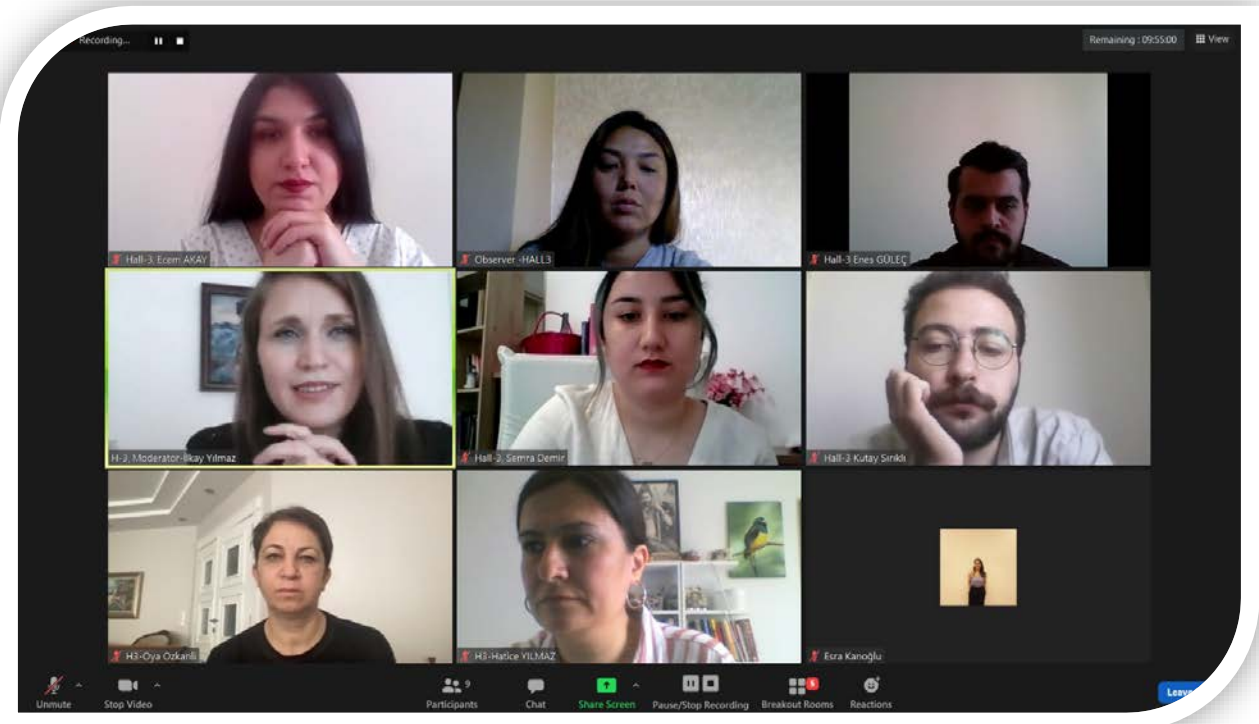 Recording...
Remaining : 09:55:00
View
Hall-3, Ecem AKAY
Observer -HALL3
Hall-3 Enes GÜLEÇ
H-3, Moderator-İlkay Yılmaz
Hall-3, Semra Demir
Hall-3 Kutay Sırıklı
H3-Oya Ozkanlı
H3-Hatice YILMAZ
Esra Kanoğlu
Unmute
Stop Video
9
Participants
Chat
Share Screen
Pause/Stop Recording
Breakout Rooms
Reactions
Leave